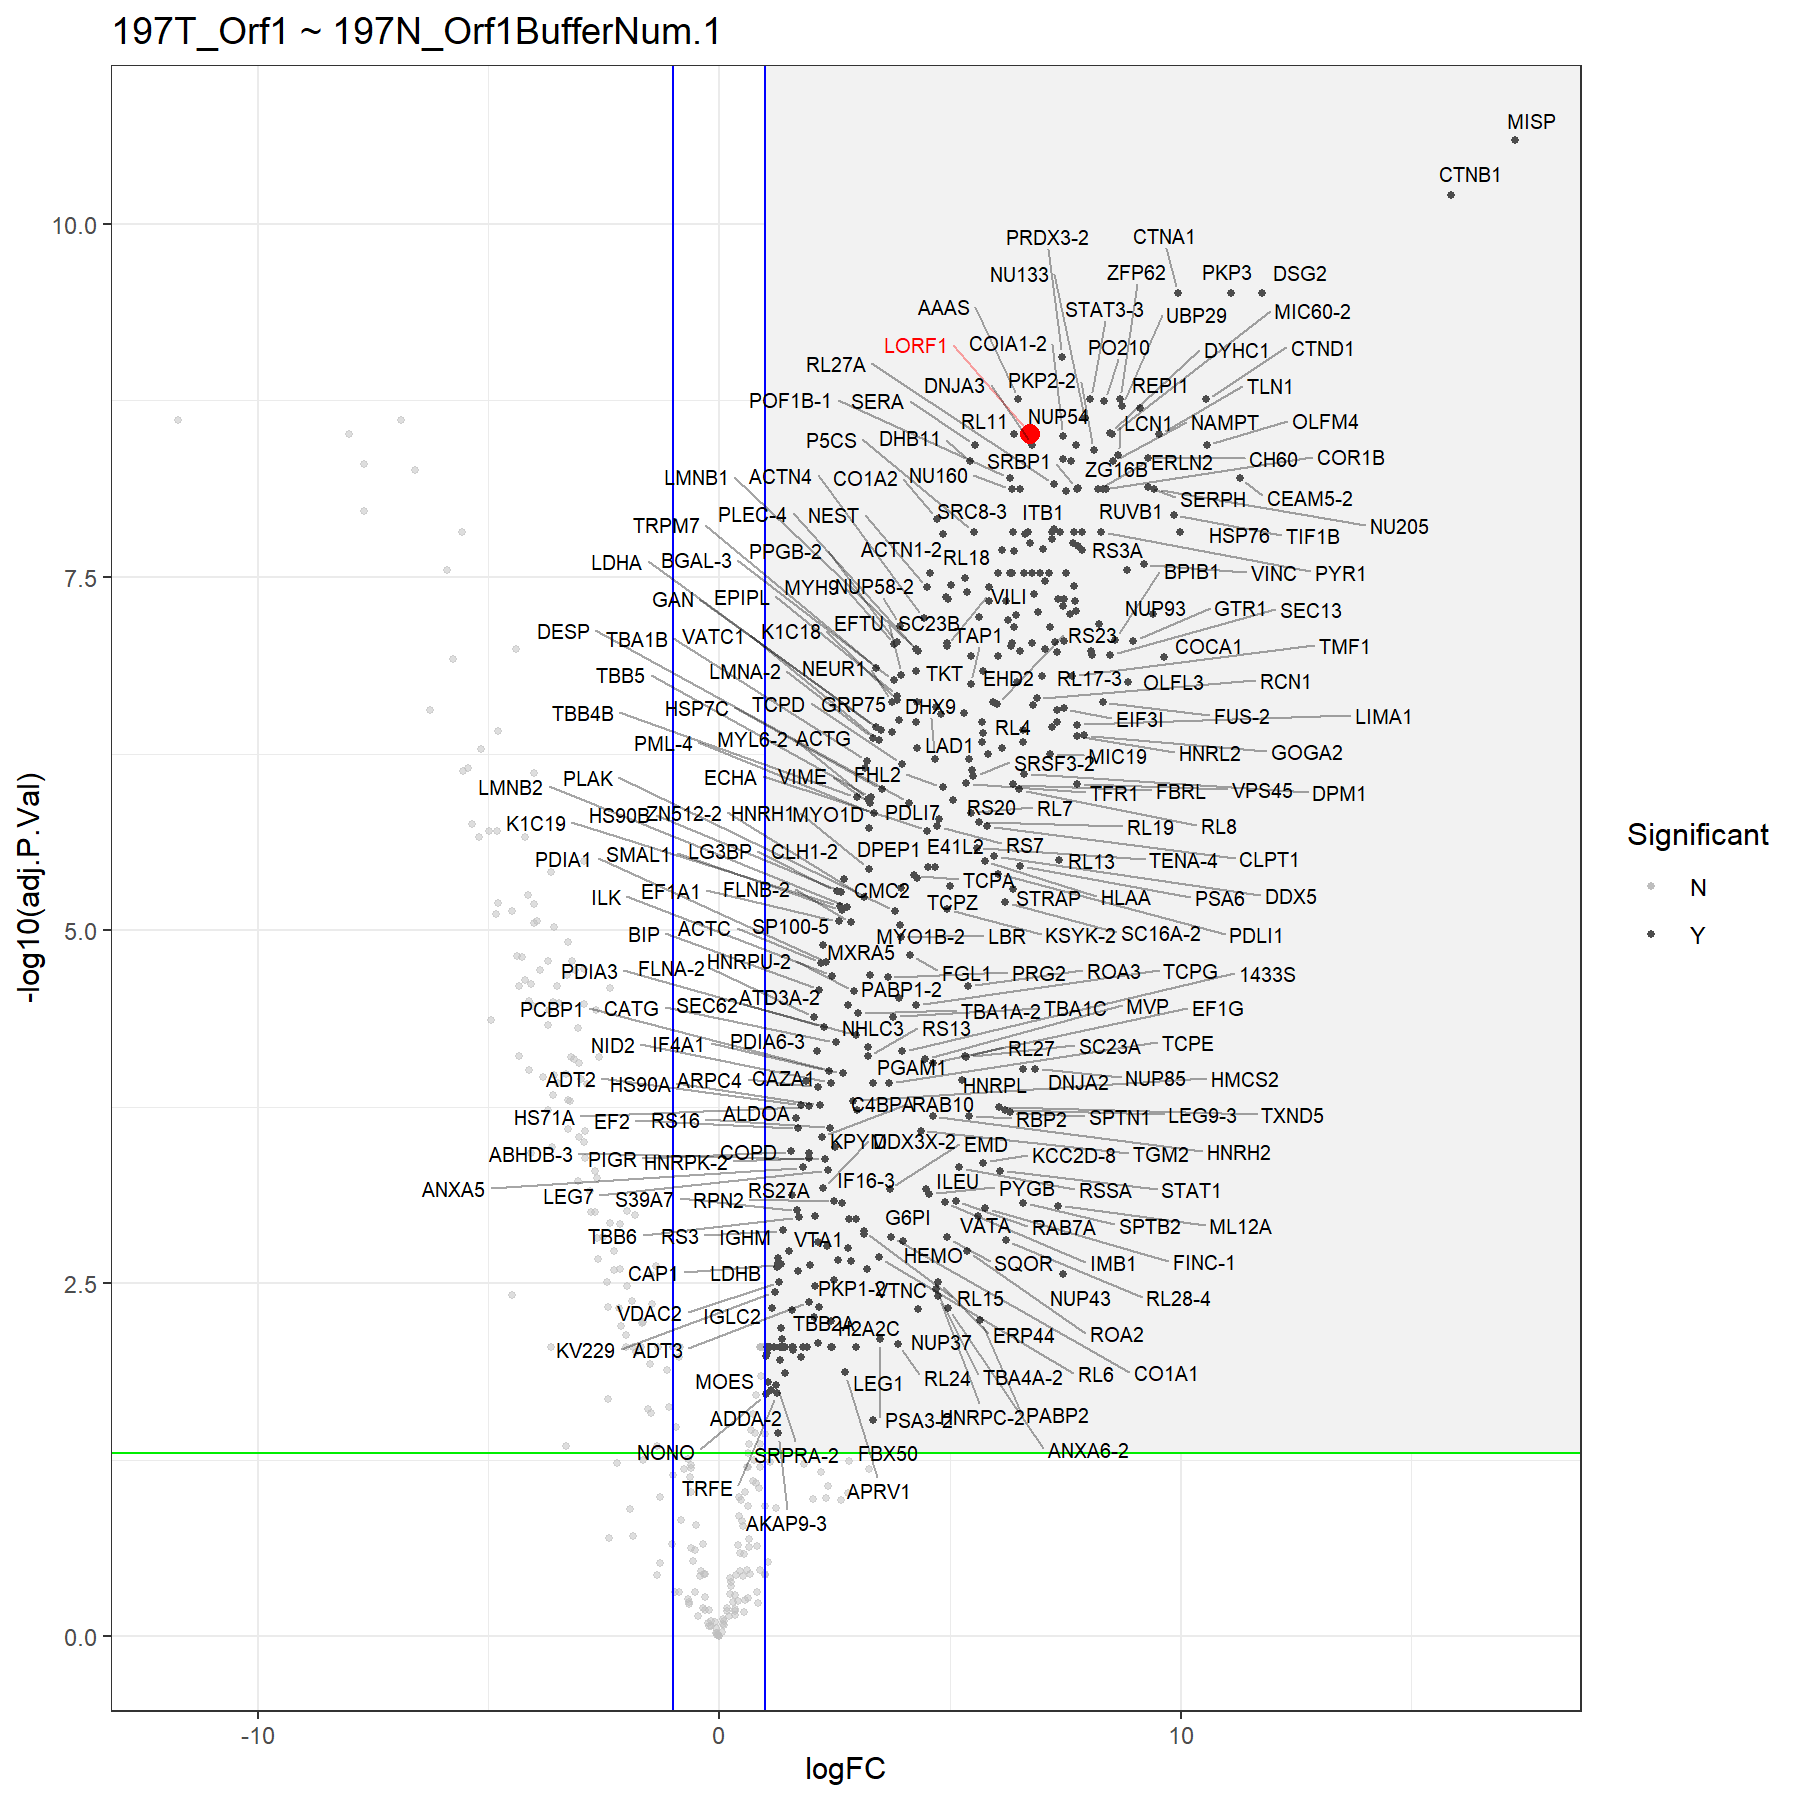 197T_Orf1 ~ 197N_Orf1BufferNum.1
MISP
CTNB1
10.0
PRDX3-2 CTNA1
NU133 ZFP62 PKP3 DSG2
AAAS STAT3-3 UBP29 MIC60-2
LORF1 COIA1-2 PO210 DYHC1 CTND1
RL27A DNJA3 PKP2-2 REPI1 TLN1
POF1B-1 SERA RL11 NUP54 LCN1 NAMPT OLFM4
P5CS DHB11 SRBP1 ZG16B ERLN2 CH60 COR1B
LMNB1 ACTN4 CO1A2 NU160 SERPH CEAM5-2
TRPM7 PLEC-4 NEST SRC8-3 ITB1 RUVB1 HSP76 TIF1B NU205
LDHA BGAL-3 PPGB-2 ACTN1-2 RL18 RS3A
7.5
BPIB1 VINC PYR1
GAN EPIPL MYH9 NUP58-2 VILI NUP93 GTR1 SEC13
DESP TBA1B VATC1 K1C18 EFTU SC23B TAP1 RS23 COCA1 TMF1
TBB5 LMNA-2 NEUR1 TKT EHD2 RL17-3 OLFL3 RCN1
TBB4B HSP7C TCPD GRP75 DHX9 RL4 EIF3I FUS-2 LIMA1
PML-4 MYL6-2 ACTG LAD1 SRSF3-2 MIC19 HNRL2 GOGA2
LMNB2 PLAK ECHA VIME FHL2 TFR1 FBRL VPS45 DPM1
K1C19 HS90B ZN512-2 HNRH1 MYO1D PDLI7 RS20 RL7 RL19 RL8
PDIA1 SMAL1 LG3BP CLH1-2 DPEP1 E41L2 RS7 RL13 TENA-4 CLPT1
ILK EF1A1 FLNB-2 CMC2 TCPA TCPZ STRAP HLAA PSA6 DDX5
5.0
BIP ACTC SP100-5 MYO1B-2 LBR KSYK-2 SC16A-2 PDLI1
PDIA3 FLNA-2 HNRPU-2 MXRA5 FGL1 PRG2 ROA3 TCPG 1433S
PCBP1 CATG SEC62 ATD3A-2 PABP1-2 TBA1A-2 TBA1C MVP EF1G
NID2 IF4A1 PDIA6-3 NHLC3 RS13 RL27 SC23A TCPE
ADT2 HS90A ARPC4 CAZA1 PGAM1 HNRPL DNJA2 NUP85 HMCS2
HS71A EF2 RS16 ALDOA C4BPA RAB10 RBP2 SPTN1 LEG9-3 TXND5
ABHDB-3 PIGR HNRPK-2 COPD KPYM DDX3X-2 EMD KCC2D-8 TGM2 HNRH2
ANXA5 LEG7 S39A7 RPN2 RS27A IF16-3 ILEU PYGB RSSA STAT1
TBB6 RS3 IGHM VTA1 G6PI VATA RAB7A SPTB2 ML12A
CAP1 LDHB HEMO SQOR IMB1 FINC-1
2.5
VDAC2 IGLC2 PKP1-2 VTNC RL15 NUP43 RL28-4
KV229 ADT3 TBB2A H2A2C NUP37 ERP44 ROA2
MOES LEG1 RL24 TBA4A-2 RL6 CO1A1
ADDA-2 PSA3-2 HNRPC-2 PABP2
NONO SRPRA-2 FBX50 ANXA6-2
TRFE APRV1
AKAP9-3
0.0
-10 0 10
logFC
-log10(adj.P.Val)
Significant
N
Y